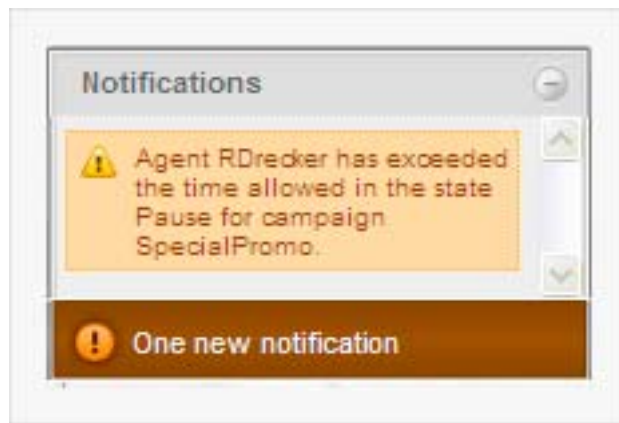 Notifications
Agent RDrecker has exceeded
the time allowed in the state
Pause for campaign
SpecialPromo.
One new notification